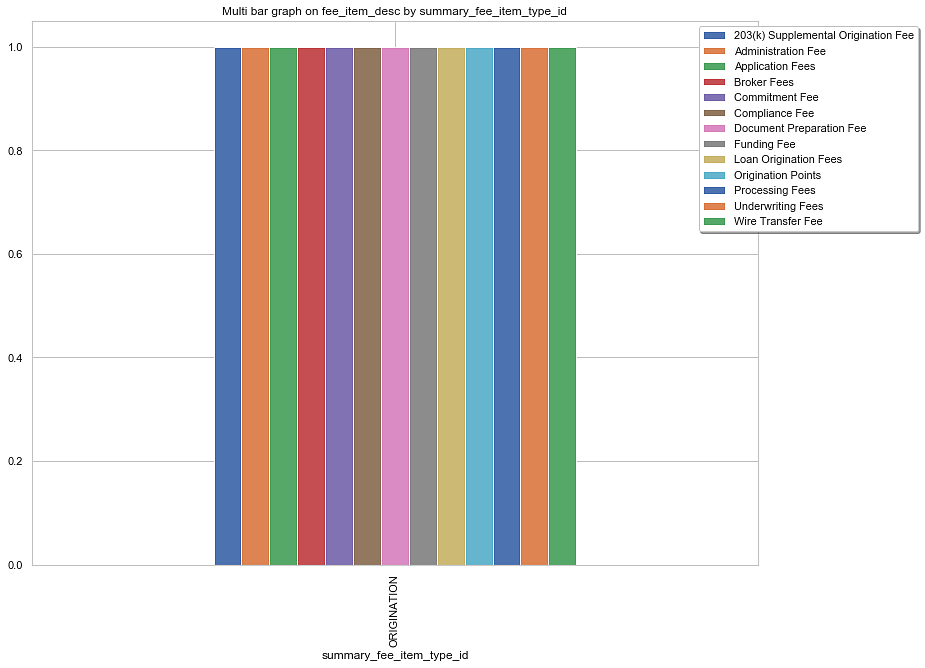 Multi bar graph on fee_item_desc by summary_fee_item_type_id
203(k) Supplemental Origination Fee
Administration Fee
Application Fees
Broker Fees
Commitment Fee
Compliance Fee
Document Preparation Fee
Funding Fee
Loan Origination Fees
Origination Points
Processing Fees
Underwriting Fees
Wire Transfer Fee
1.0
0.8
0.6
0.4
0.2
0.0
ORIGINATION
summary_fee_item_type_id